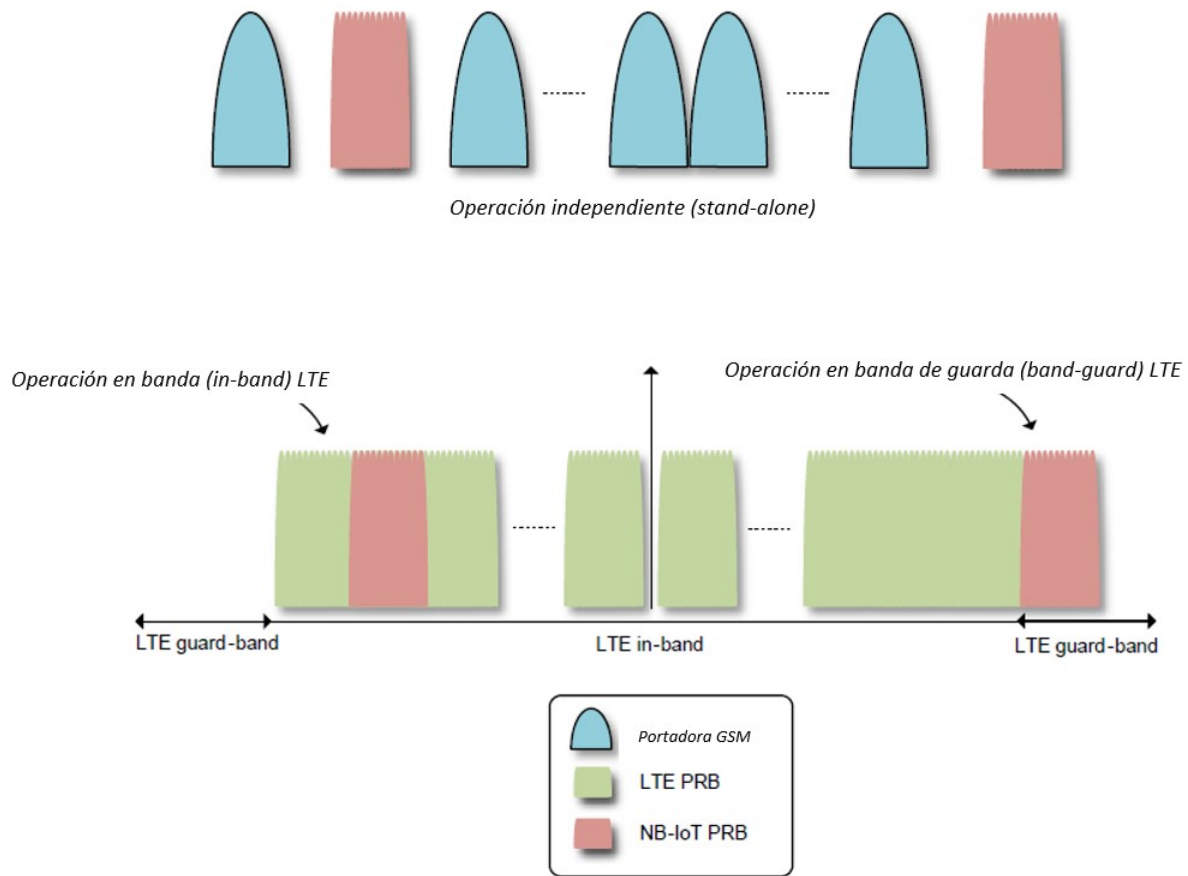 Operación independiente (stand-alone)
Operación en banda (in-band) LTE
Operación en banda de guarda (band-guard) LTE
LTE guard-band
LTE in-band
LTE guard-band
Portadora GSM
LTE PRB
NB-IoT PRB